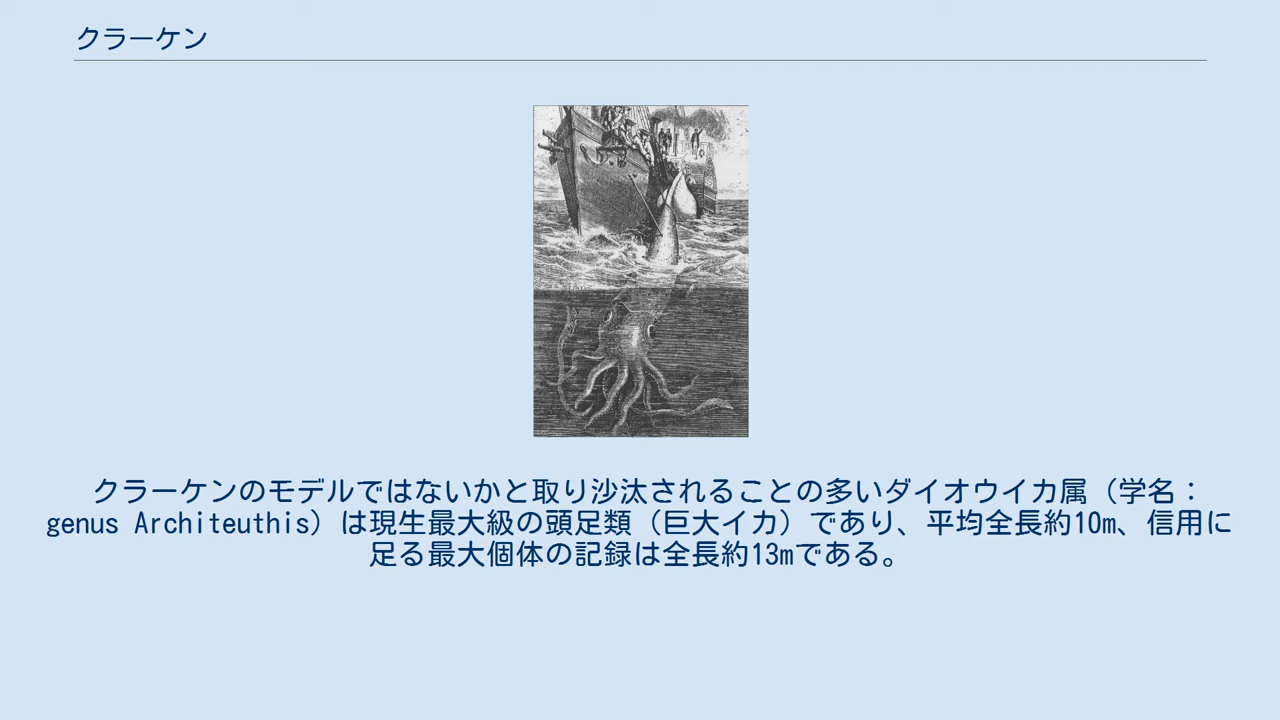 クラーケン
クラーケンのモデルではないかと取り沙汰されることの多いダイオウイカ属（学名：
genus Architeuthis）は現生最大級の頭足類（巨大イカ）であり、平均全長約10m、信用に
足る最大個体の記録は全長約13mである。